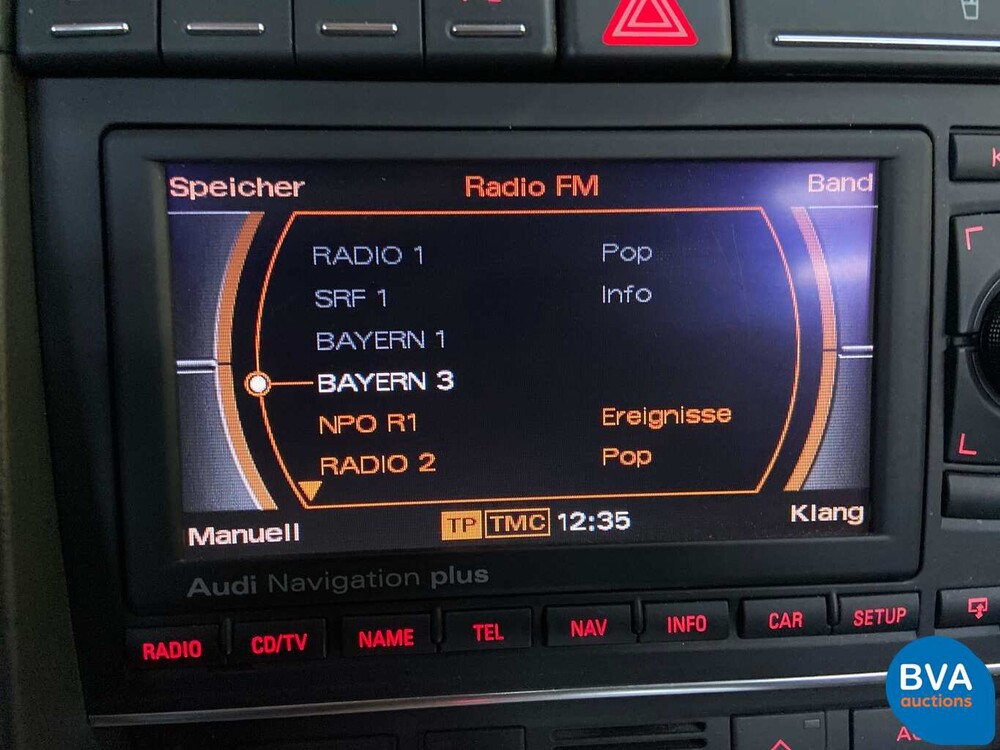 Speicher Radio FM Band
RADIO 1 Pop
SRF 1 Info
BAYERN 1
BAYERN 3
NPO R1 Ereignisse
RADIO 2 Pop
Manuell TP TMC 12:35 Klang
Audi Navigation plus
RADIO CD/TV NAME TEL NAV INFO CAR SETUP
BVA
auctions